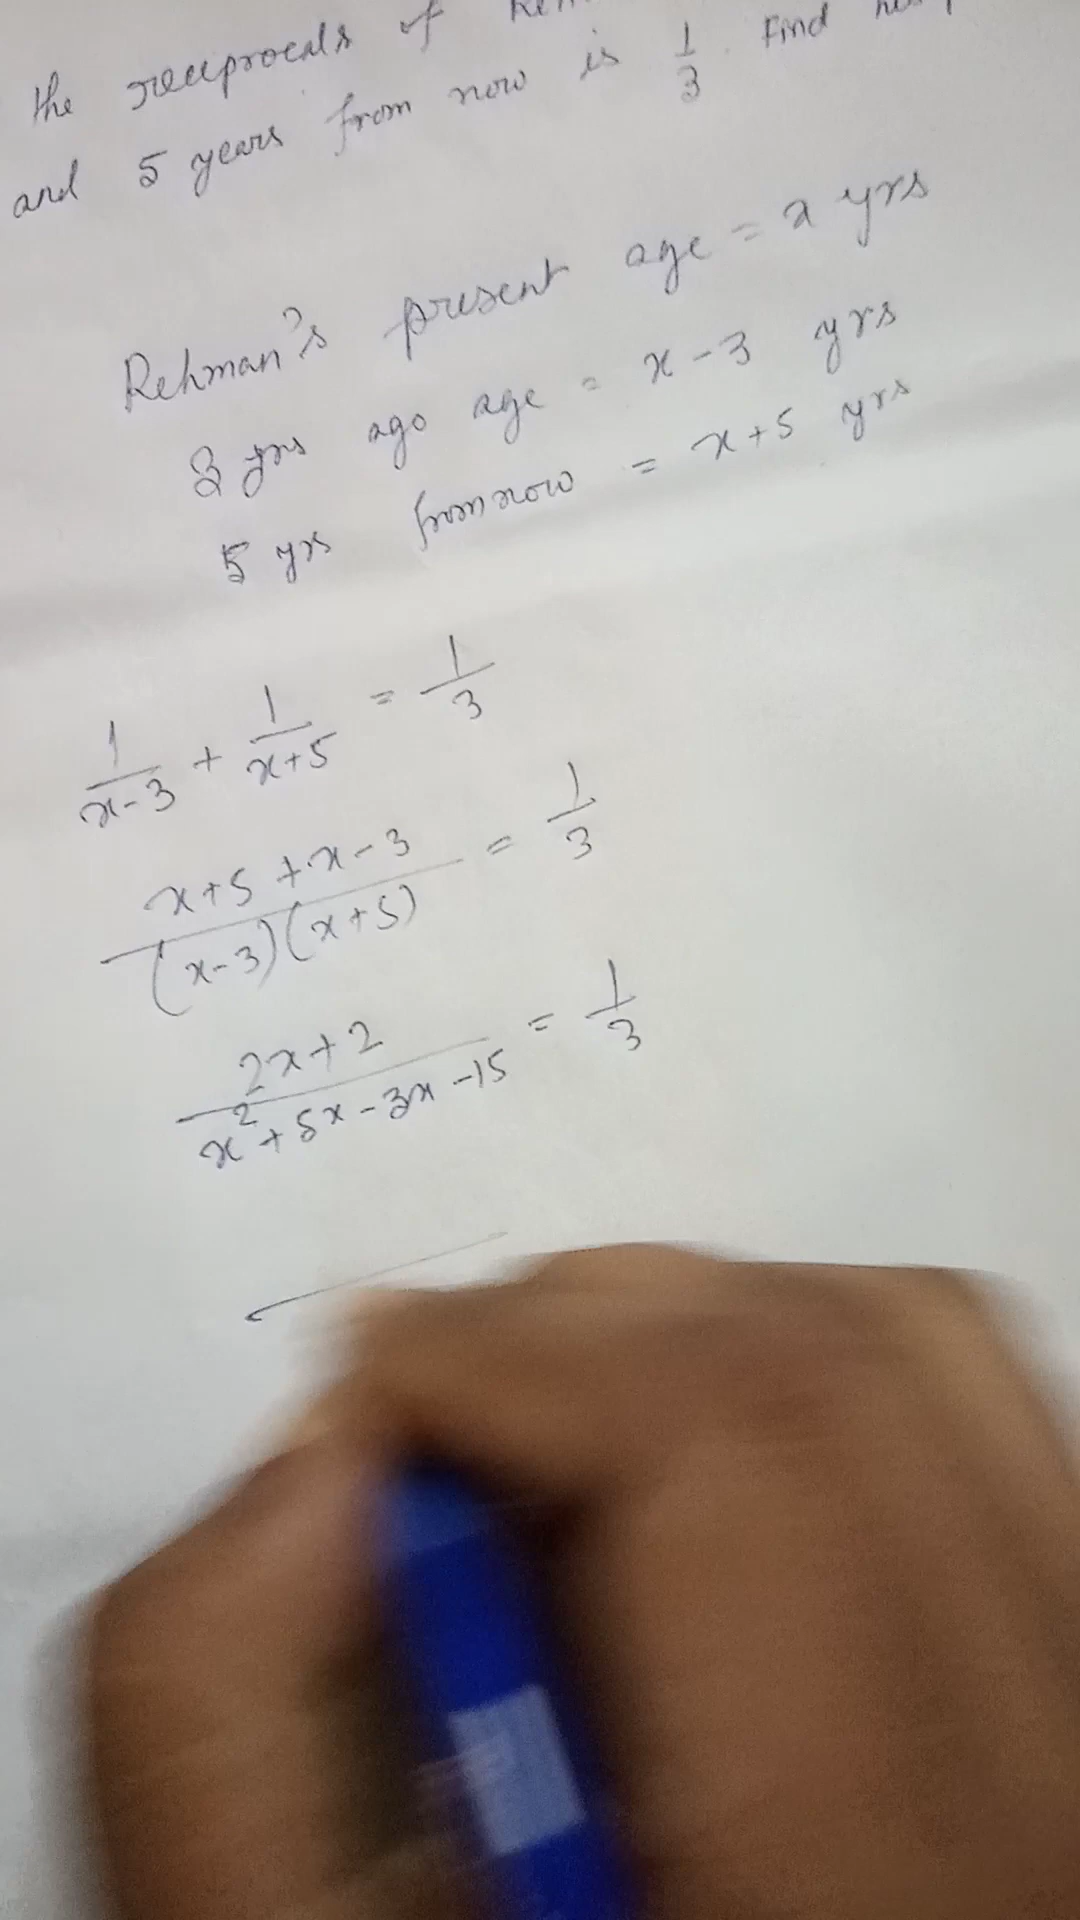 the reciprocals of
and 5 years from now is 1/3. Find
Rehman's present age = x yrs
3 yrs ago age = x-3 yrs
5 yrs from now = x+5 yrs
1/(x-3) + 1/(x+5) = 1/3
(x+5+x-3)/((x-3)(x+5)) = 1/3
(2x+2)/(x²+5x-3x-15) = 1/3